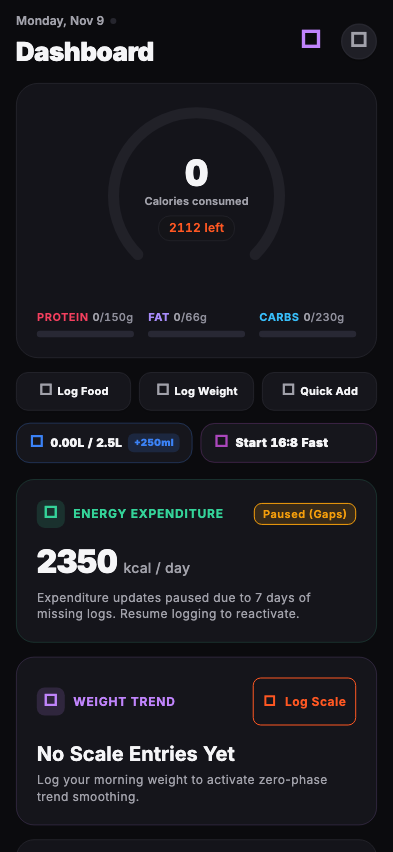 Monday, Nov 9
Dashboard
0
Calories consumed
2112 left
PROTEIN 0/150g FAT 0/66g CARBS 0/230g
Log Food Log Weight Quick Add
0.00L / 2.5L +250ml Start 16:8 Fast
ENERGY EXPENDITURE Paused (Gaps)
2350 kcal / day
Expenditure updates paused due to 7 days of
missing logs. Resume logging to reactivate.
WEIGHT TREND Log Scale
No Scale Entries Yet
Log your morning weight to activate zero-phase
trend smoothing.